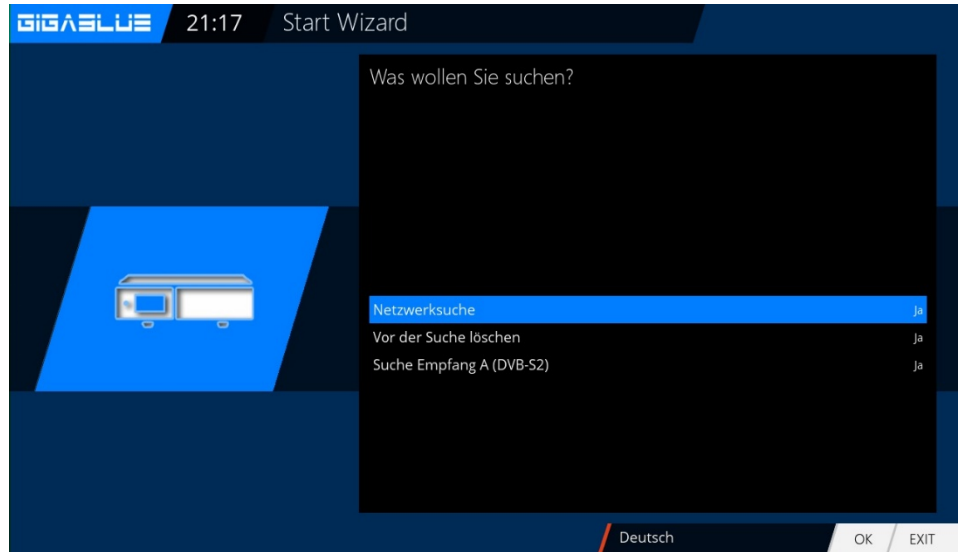 GIGABLUE 21:17 Start Wizard
Was wollen Sie suchen?
Netzwerksuche Ja
Vor der Suche löschen Ja
Suche Empfang A (DVB-S2) Ja
Deutsch OK EXIT